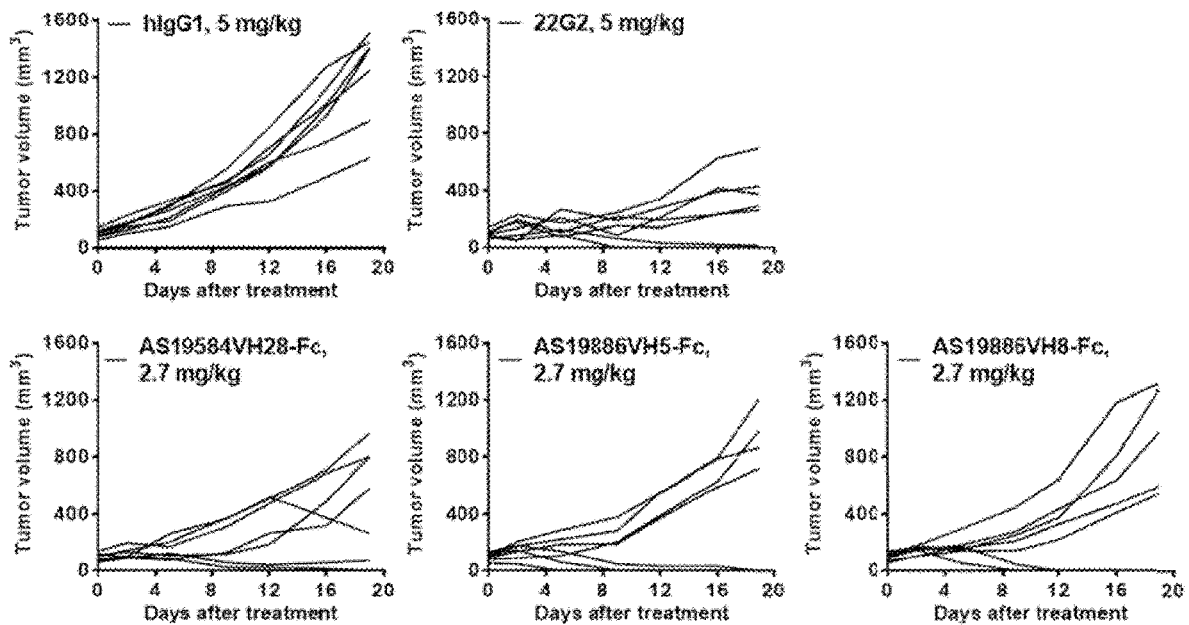 hIgG1, 5 mg/kg
Tumor volume (mm³)
1600
1200
800
400
0
0 4 8 12 16 20
Days after treatment
22G2, 5 mg/kg
Tumor volume (mm³)
1600
1200
800
400
0
0 4 8 12 16 20
Days after treatment
AS19584VH28-Fc,
2.7 mg/kg
Tumor volume (mm³)
1600
1200
800
400
0
0 4 8 12 16 20
Days after treatment
AS19886VH5-Fc,
2.7 mg/kg
Tumor volume (mm³)
1600
1200
800
400
0
0 4 8 12 16 20
Days after treatment
AS19886VH8-Fc,
2.7 mg/kg
Tumor volume (mm³)
1600
1200
800
400
0
0 4 8 12 16 20
Days after treatment